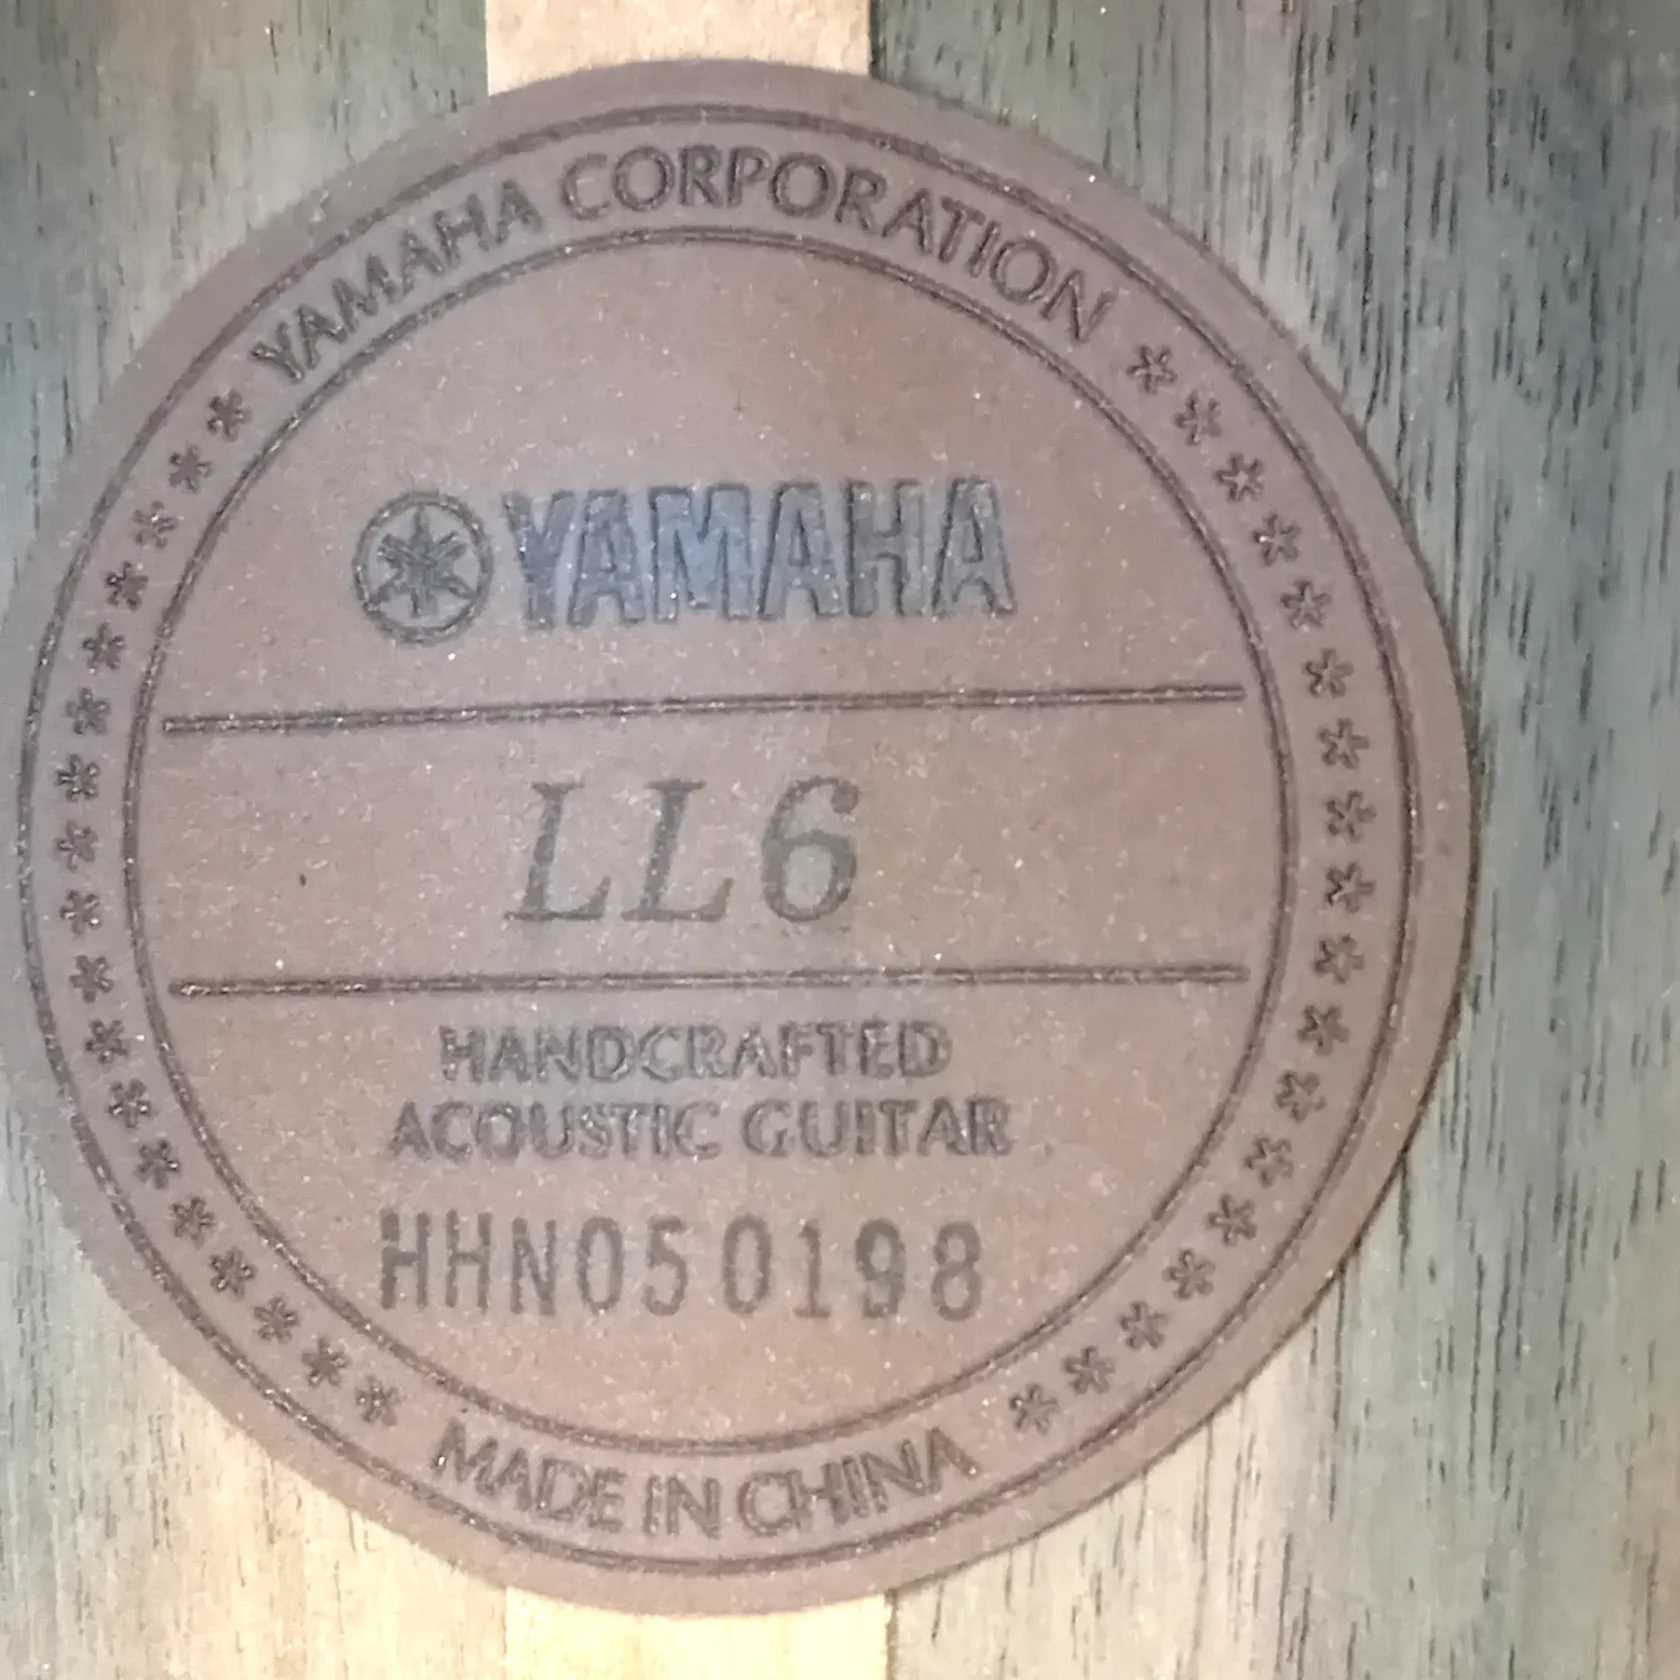 YAMAHA CORPORATION
YAMAHA
LL6
HANDCRAFTED
ACOUSTIC GUITAR
HHN050198
MADE IN CHINA